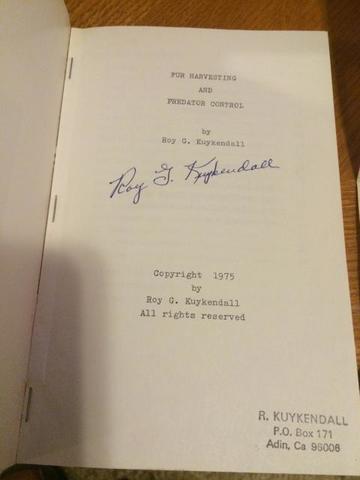 FUR HARVESTING
AND
PREDATOR CONTROL
by
Roy G. Kuykendall
Roy G. Kuykendall
Copyright 1975
by
Roy G. Kuykendall
All rights reserved
R. KUYKENDALL
P.O. Box 171
Adin, Ca 96006